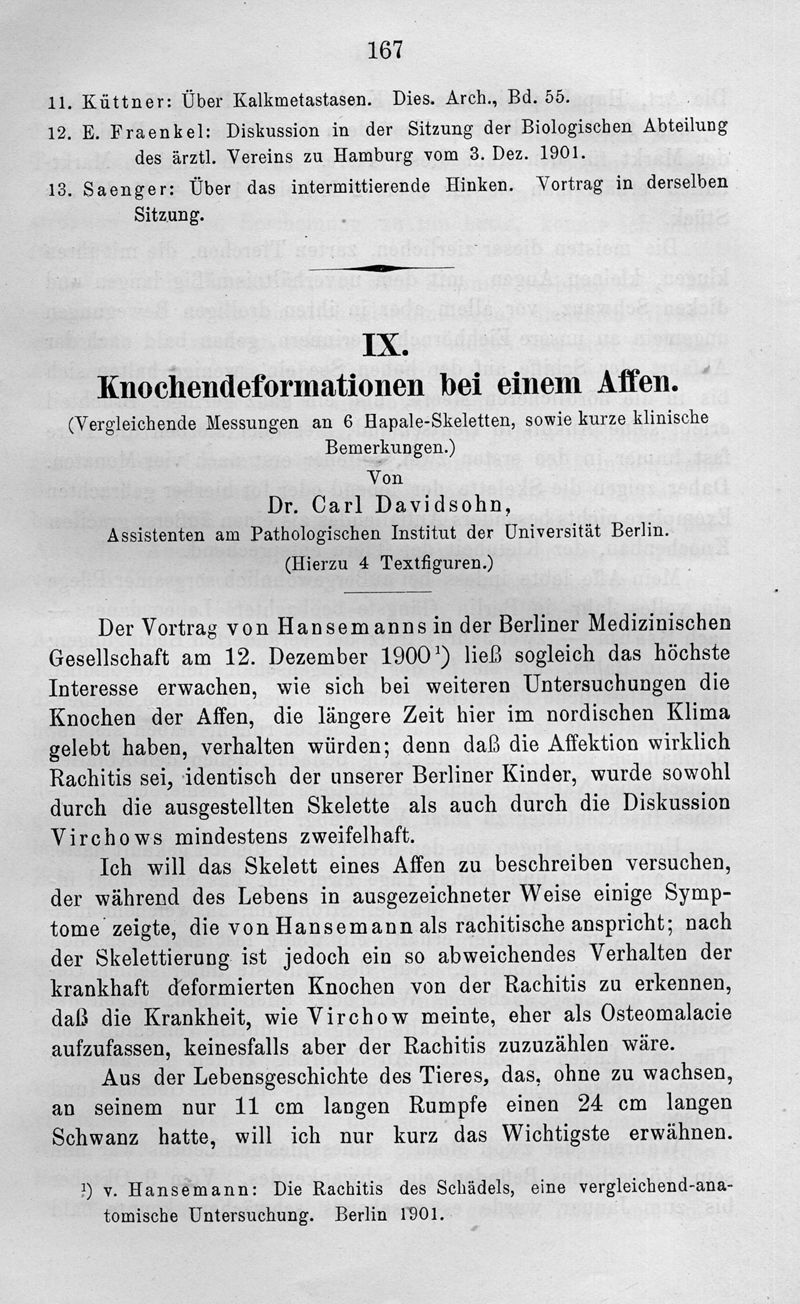 167
11. Küttner: Über Kalkmetastasen. Dies. Arch., Bd. 55.
12. E. Fraenkel: Diskussion in der Sitzung der Biologischen Abteilung
des ärztl. Vereins zu Hamburg vom 3. Dez. 1901.
13. Saenger: Über das intermittierende Hinken. Vortrag in derselben
Sitzung.
IX.
Knochendeformationen bei einem Affen.
(Vergleichende Messungen an 6 Hapale-Skeletten, sowie kurze klinische
Bemerkungen.)
Von
Dr. Carl Davidsohn,
Assistenten am Pathologischen Institut der Universität Berlin.
(Hierzu 4 Textfiguren.)
Der Vortrag von Hansemanns in der Berliner Medizinischen
Gesellschaft am 12. Dezember 1900¹) ließ sogleich das höchste
Interesse erwachen, wie sich bei weiteren Untersuchungen die
Knochen der Affen, die längere Zeit hier im nordischen Klima
gelebt haben, verhalten würden; denn daß die Affektion wirklich
Rachitis sei, identisch der unserer Berliner Kinder, wurde sowohl
durch die ausgestellten Skelette als auch durch die Diskussion
Virchows mindestens zweifelhaft.
Ich will das Skelett eines Affen zu beschreiben versuchen,
der während des Lebens in ausgezeichneter Weise einige Symp-
tome zeigte, die von Hansemann als rachitische anspricht; nach
der Skelettierung ist jedoch ein so abweichendes Verhalten der
krankhaft deformierten Knochen von der Rachitis zu erkennen,
daß die Krankheit, wie Virchow meinte, eher als Osteomalacie
aufzufassen, keinesfalls aber der Rachitis zuzuzählen wäre.
Aus der Lebensgeschichte des Tieres, das, ohne zu wachsen,
an seinem nur 11 cm langen Rumpfe einen 24 cm langen
Schwanz hatte, will ich nur kurz das Wichtigste erwähnen.
¹) v. Hansemann: Die Rachitis des Schädels, eine vergleichend-ana-
tomische Untersuchung. Berlin 1901.